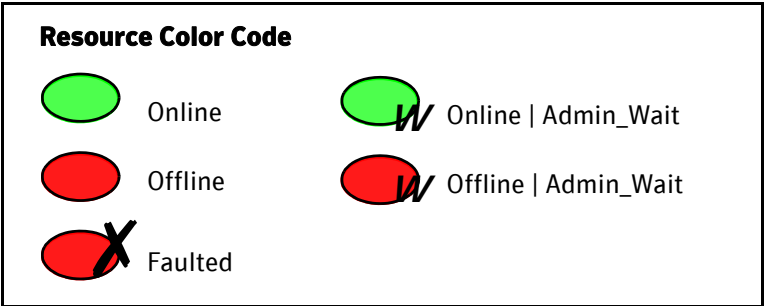 Resource Color Code
Online
W Online | Admin_Wait
Offline
W Offline | Admin_Wait
X Faulted